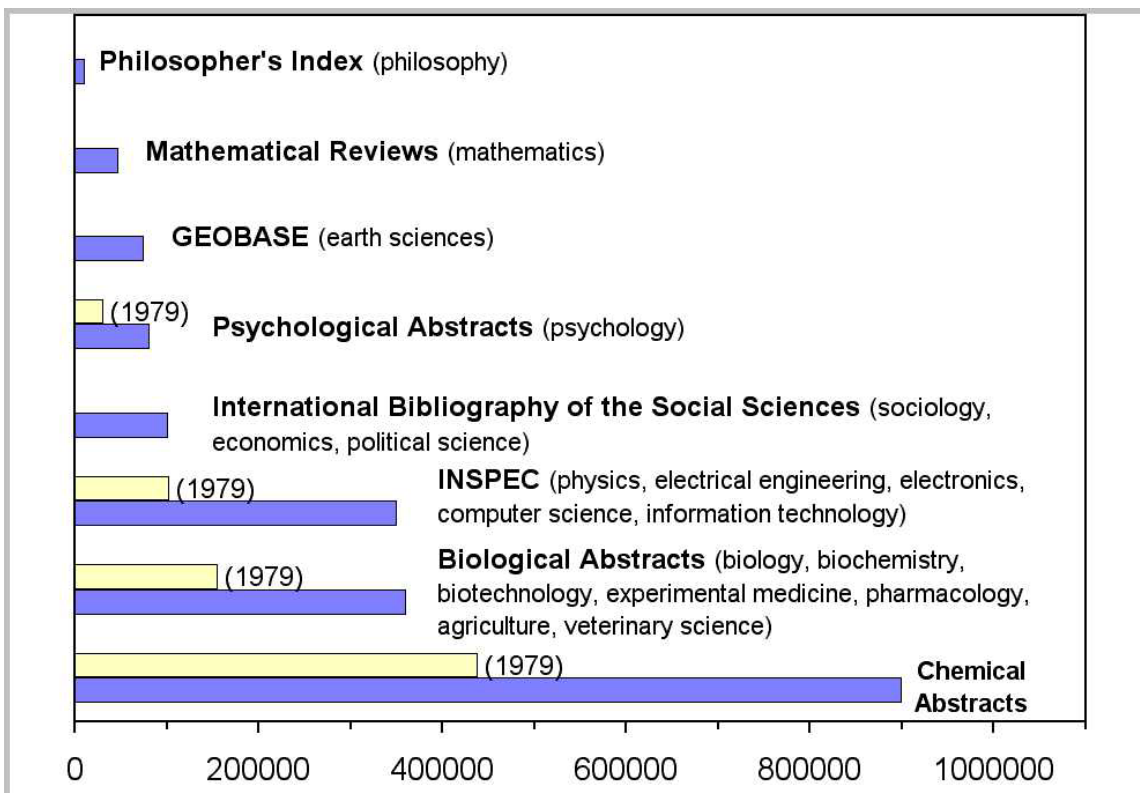 Philosopher's Index (philosophy)
Mathematical Reviews (mathematics)
GEOBASE (earth sciences)
(1979)
Psychological Abstracts (psychology)
International Bibliography of the Social Sciences (sociology,
economics, political science)
(1979)
INSPEC (physics, electrical engineering, electronics,
computer science, information technology)
(1979)
Biological Abstracts (biology, biochemistry,
biotechnology, experimental medicine, pharmacology,
agriculture, veterinary science)
(1979)
Chemical
Abstracts
0 200000 400000 600000 800000 1000000